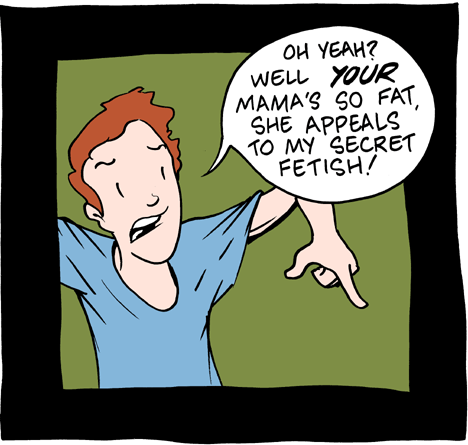 OH YEAH?
WELL YOUR
MAMA'S SO FAT,
SHE APPEALS
TO MY SECRET
FETISH!